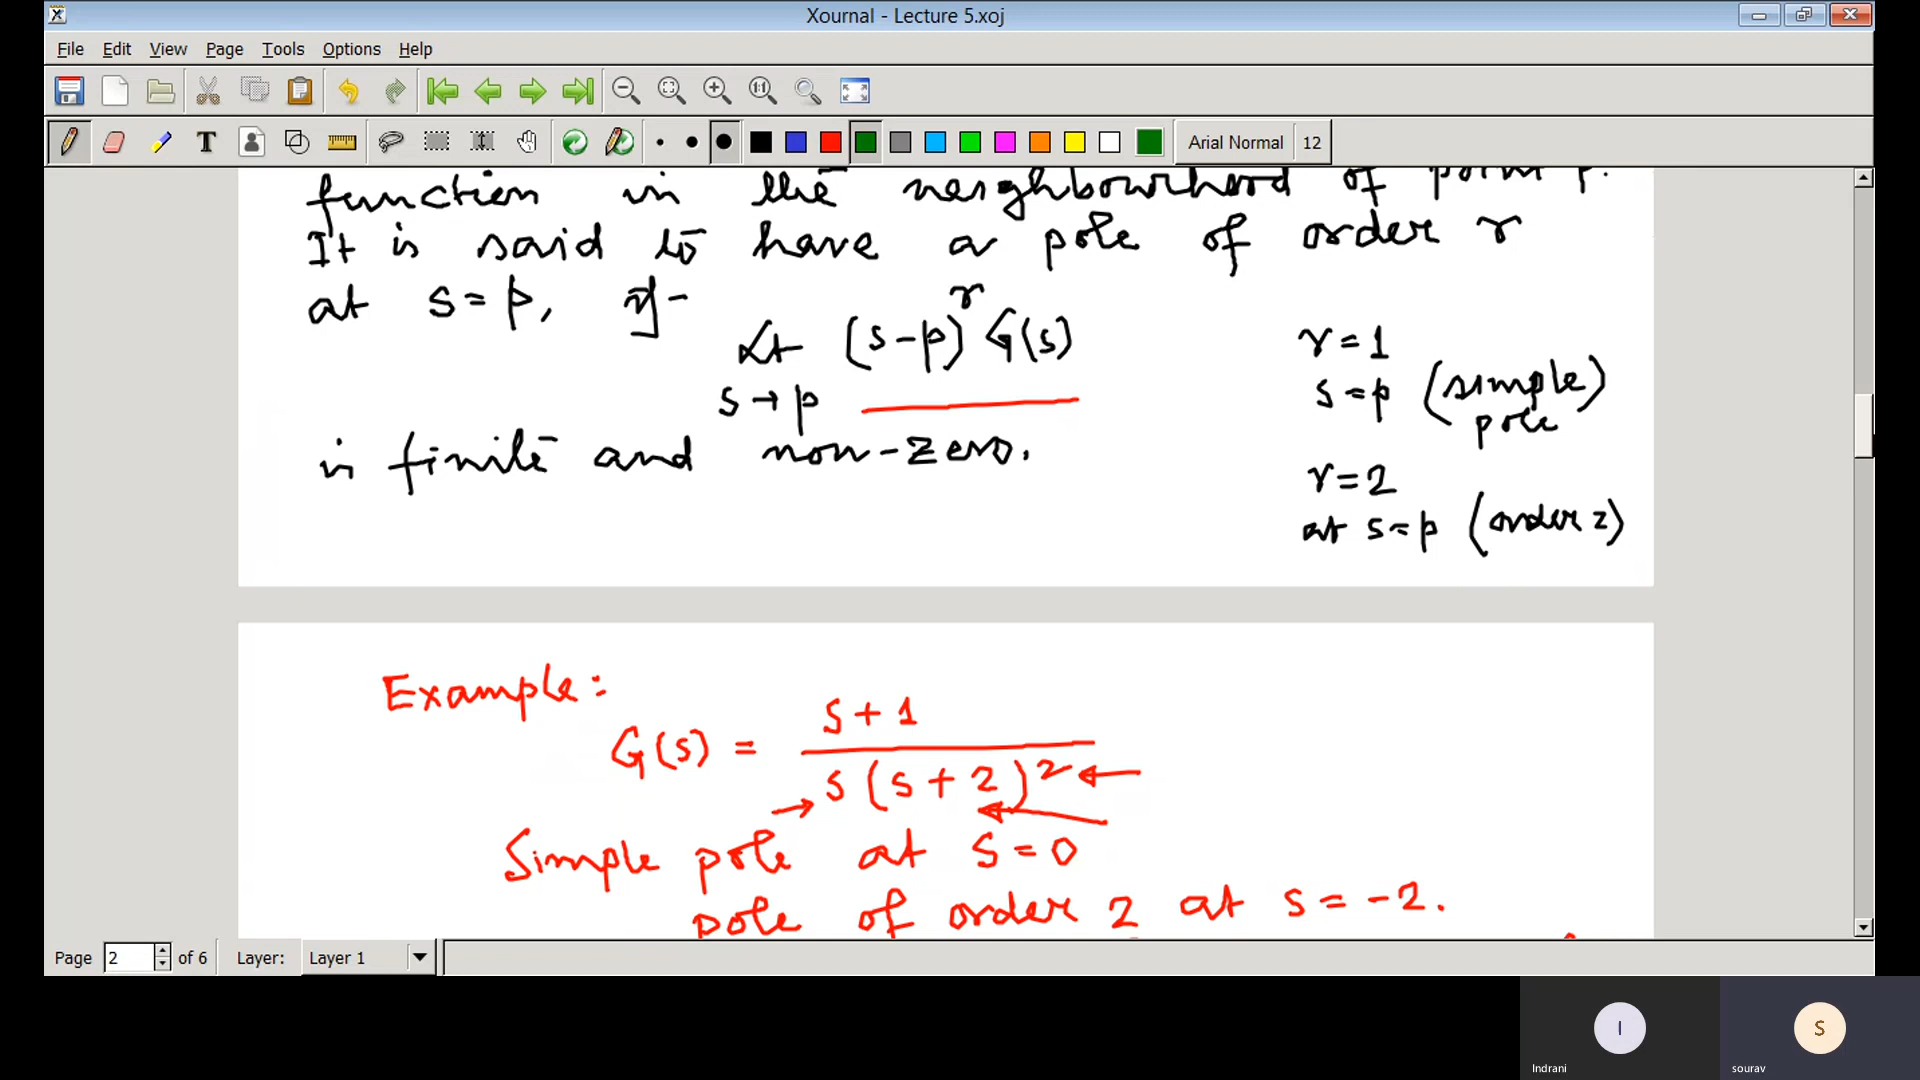 Xournal - Lecture 5.xoj
File Edit View Page Tools Options Help
Arial Normal 12
function in the neighbourhood of point p.
It is said to have a pole of order r
at s = p, if
Lt (s-p)^r G(s)
s → p
is finite and non-zero.
r = 1
s = p (simple pole)
r = 2
at s = p (order 2)
Example:
G(s) = s + 1
s (s + 2)^2
Simple pole at s = 0
pole of order 2 at s = -2.
Page 2 of 6 Layer: Layer 1
I
Indrani
S
sourav